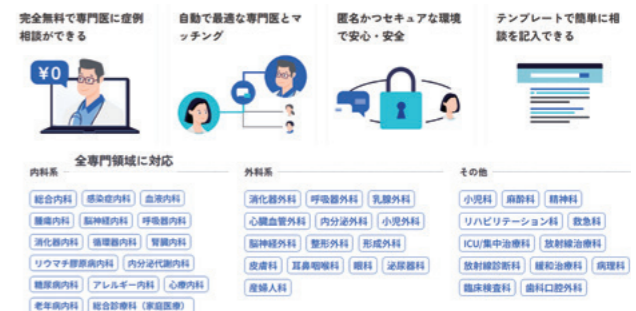 完全無料で専門医に症例
相談ができる
自動で最適な専門医とマ
ッチング
匿名かつセキュアな環境
で安心・安全
テンプレートで簡単に相
談を記入できる
¥0
全専門領域に対応
内科系
総合内科 感染症内科 血液内科
腫瘍内科 脳神経内科 呼吸器内科
消化器内科 循環器内科 腎臓内科
リウマチ膠原病内科 内分泌代謝内科
糖尿病内科 アレルギー内科 心療内科
老年病内科 総合診療科（家庭医療）
外科系
消化器外科 呼吸器外科 乳腺外科
心臓血管外科 内分泌外科 小児外科
脳神経外科 整形外科 形成外科
皮膚科 耳鼻咽喉科 眼科 泌尿器科
産婦人科
その他
小児科 麻酔科 精神科
リハビリテーション科 救急科
ICU/集中治療科 放射線治療科
放射線診断科 緩和治療科 病理科
臨床検査科 歯科口腔外科